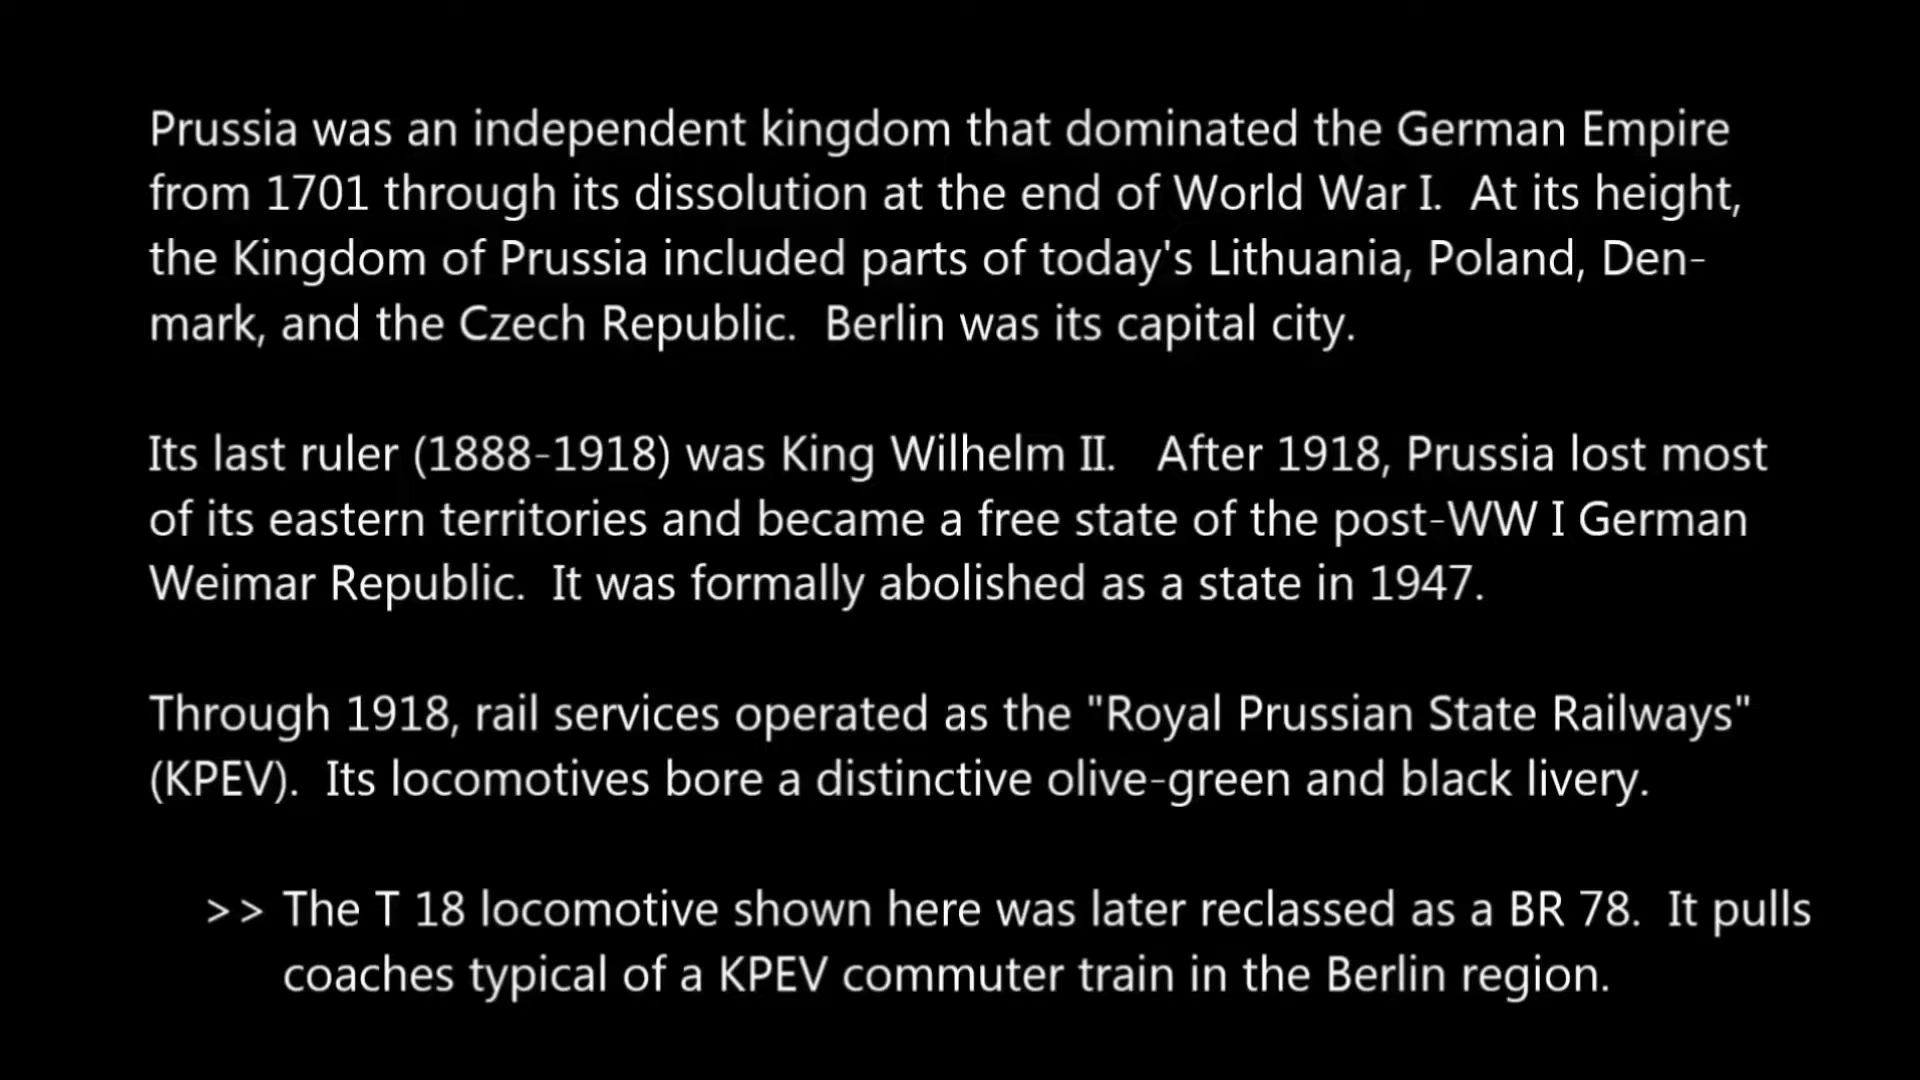 Prussia was an independent kingdom that dominated the German Empire
from 1701 through its dissolution at the end of World War I.  At its height,
the Kingdom of Prussia included parts of today's Lithuania, Poland, Den-
mark, and the Czech Republic.  Berlin was its capital city.
Its last ruler (1888-1918) was King Wilhelm II.   After 1918, Prussia lost most
of its eastern territories and became a free state of the post-WW I German
Weimar Republic.  It was formally abolished as a state in 1947.
Through 1918, rail services operated as the "Royal Prussian State Railways"
(KPEV).  Its locomotives bore a distinctive olive-green and black livery.
>> The T 18 locomotive shown here was later reclassed as a BR 78.  It pulls
coaches typical of a KPEV commuter train in the Berlin region.